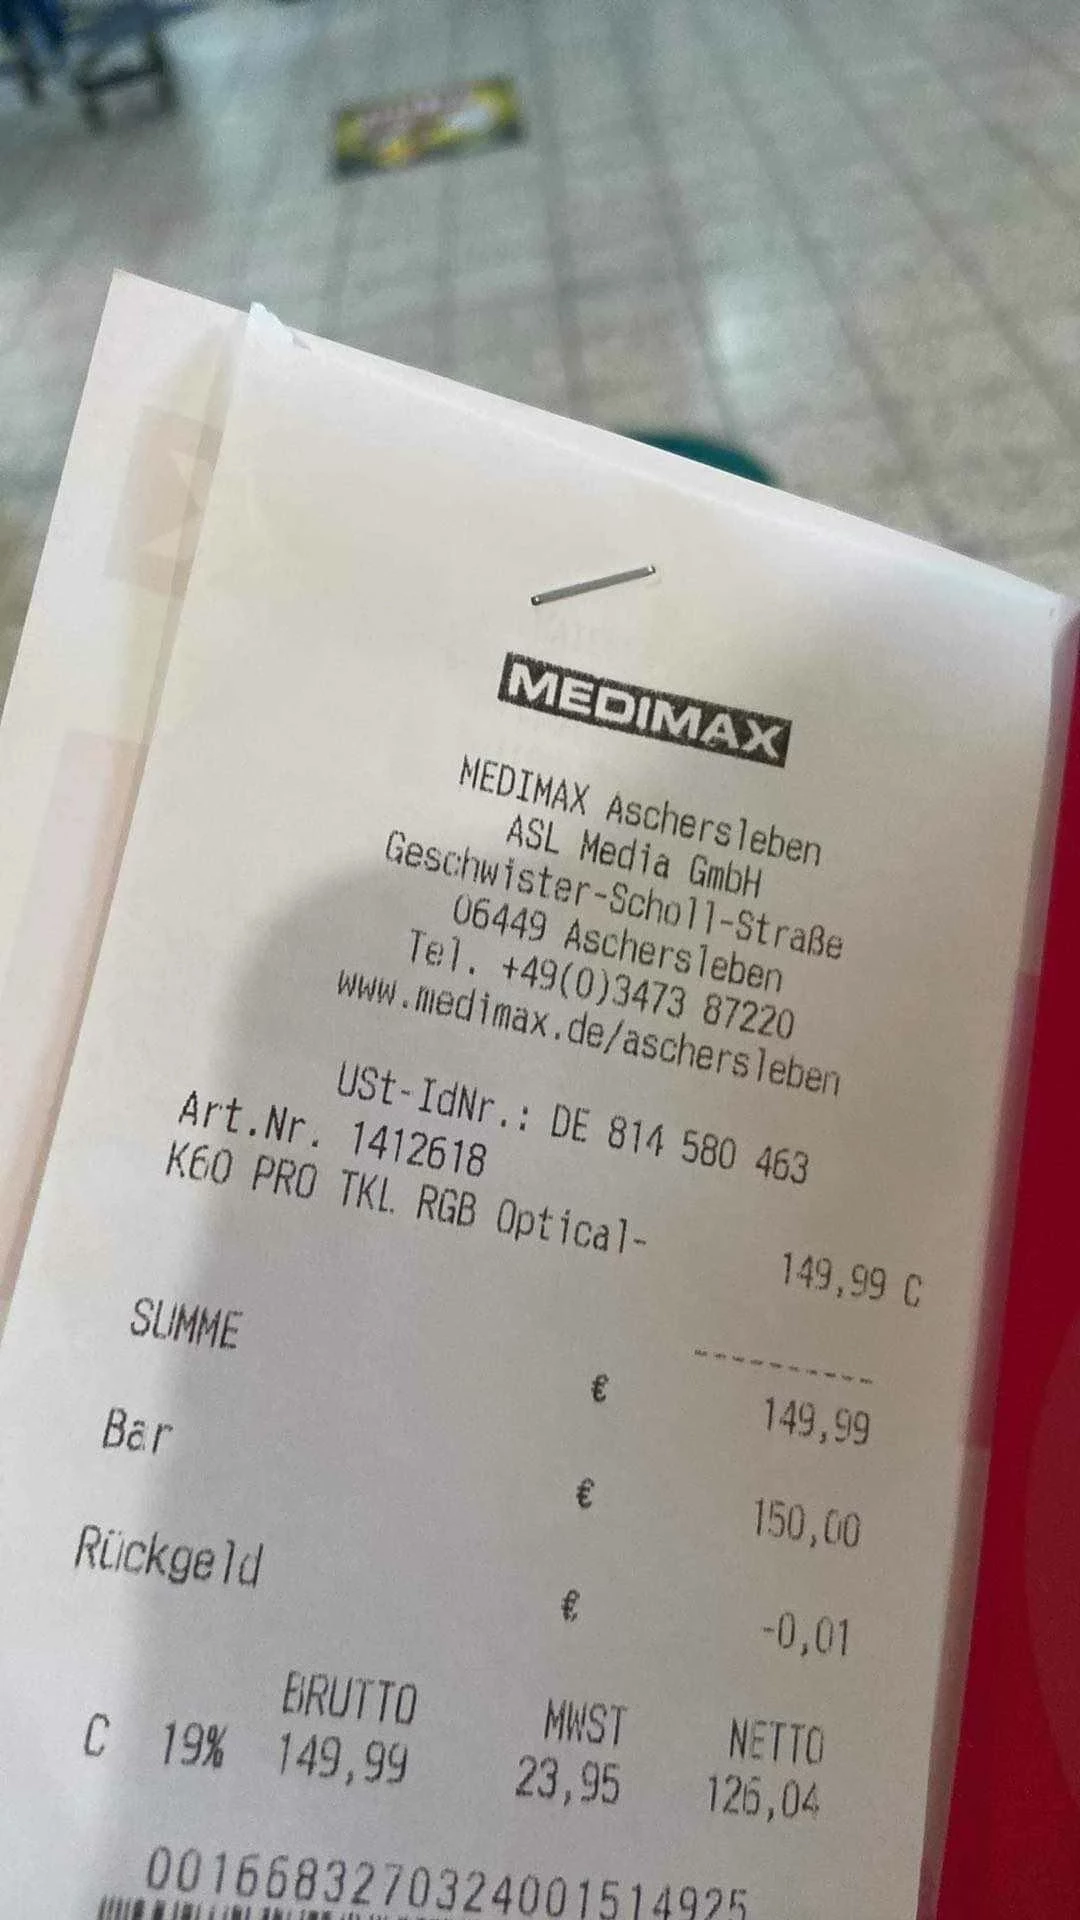 MEDIMAX
MEDIMAX Aschersleben
ASL Media GmbH
Geschwister-Scholl-Straße
06449 Aschersleben
Tel. +49(0)3473 87220
www.medimax.de/aschersleben
USt-IdNr.: DE 814 580 463
Art.Nr. 1412618
K60 PRO TKL RGB Optical-
149,99 C
----------
SUMME € 149,99
Bar € 150,00
Rückgeld € -0,01
BRUTTO MWST NETTO
C 19% 149,99 23,95 126,04
0016683270324001514925